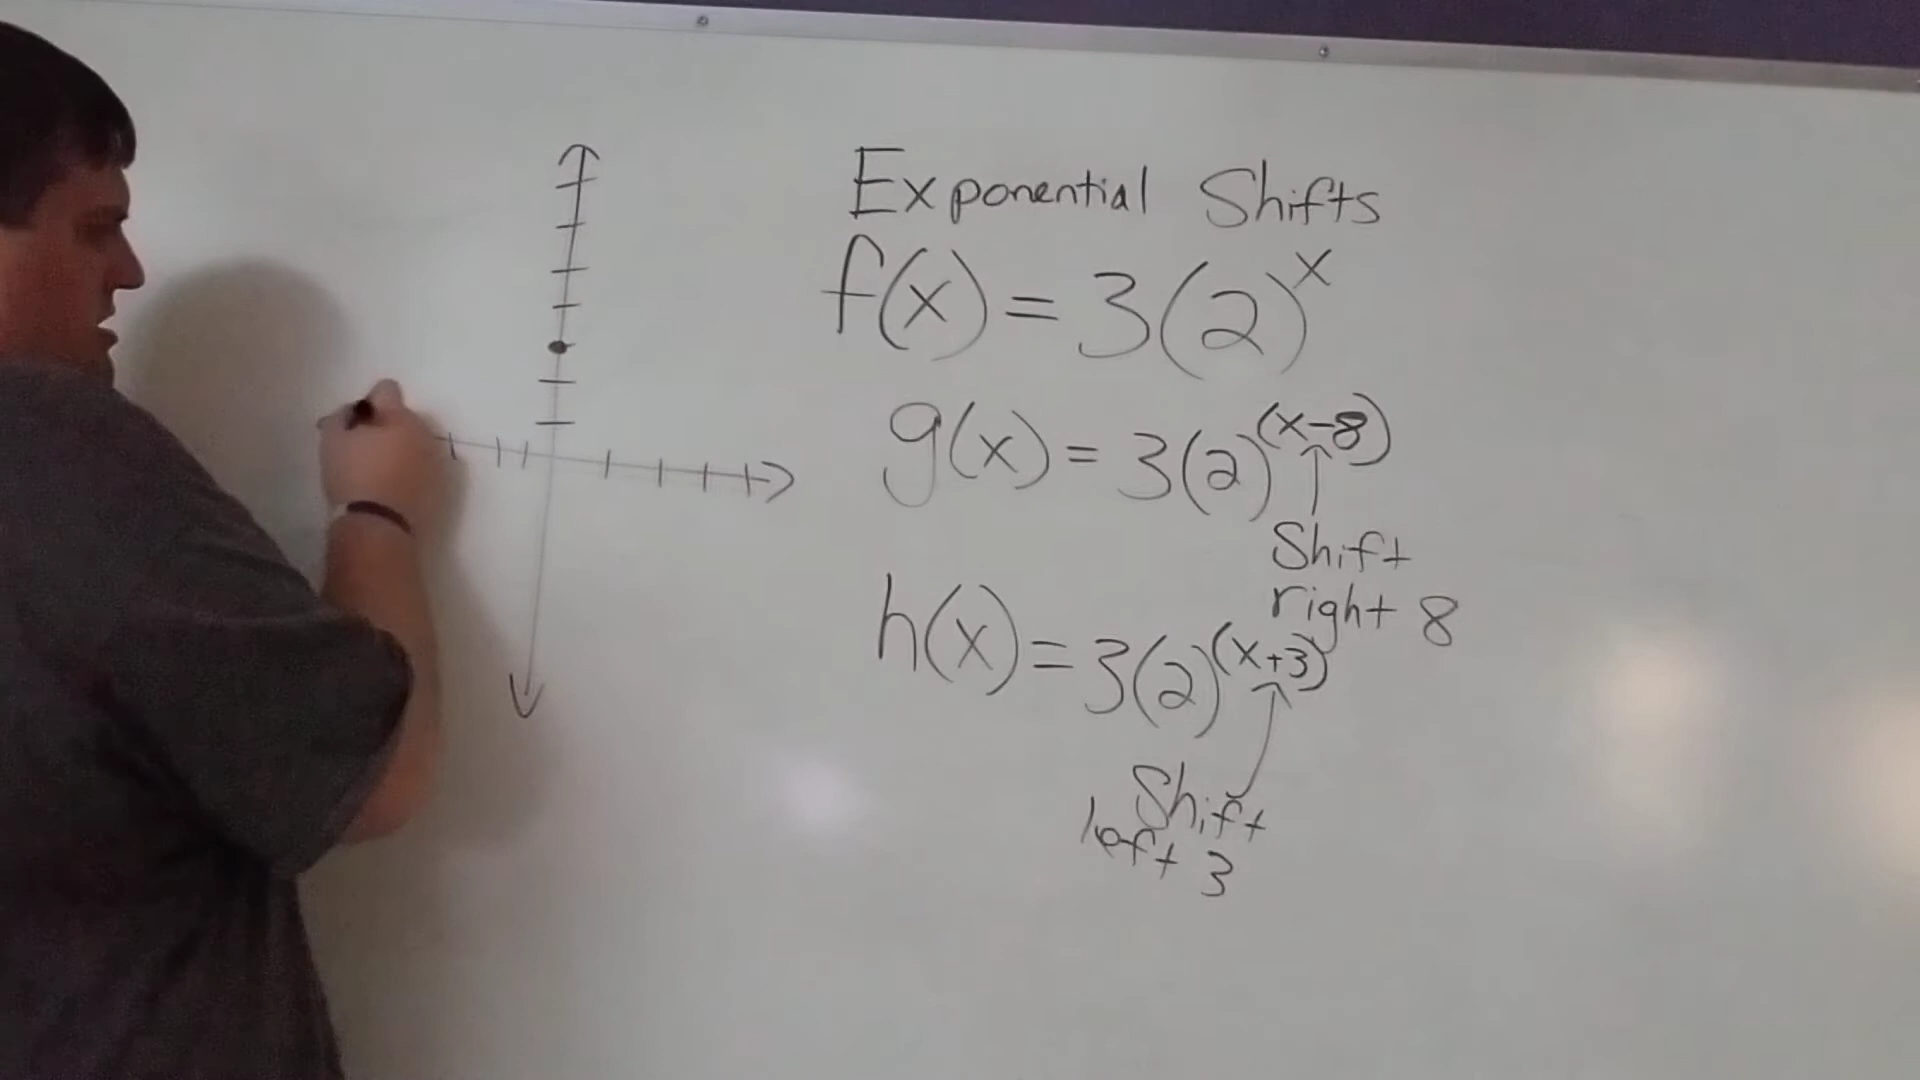 Exponential Shifts
f(x) = 3(2)^x
g(x) = 3(2)^(x-8)
Shift
right 8
h(x) = 3(2)^(x+3)
Shift
left 3